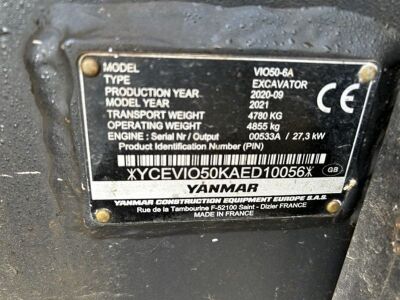 MODEL VIO50-6A
TYPE EXCAVATOR
PRODUCTION YEAR 2020-09
MODEL YEAR 2021
TRANSPORT WEIGHT 4780 KG
OPERATING WEIGHT 4855 kg
ENGINE : Serial Nr / Output 00533A / 27,3 kW
Product Identification Number (PIN)
CE
*YCEVIO50KAED10056*
GB
YANMAR
YANMAR CONSTRUCTION EQUIPMENT EUROPE S.A.S.
Rue de la Tambourine F-52100 Saint - Dizier FRANCE
MADE IN FRANCE